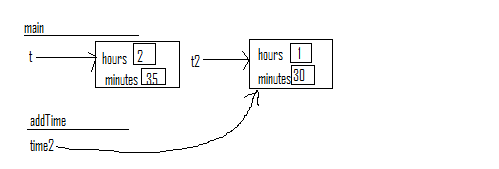 main
t
hours 2
minutes 35
t2
hours 1
minutes 30
addTime
time2